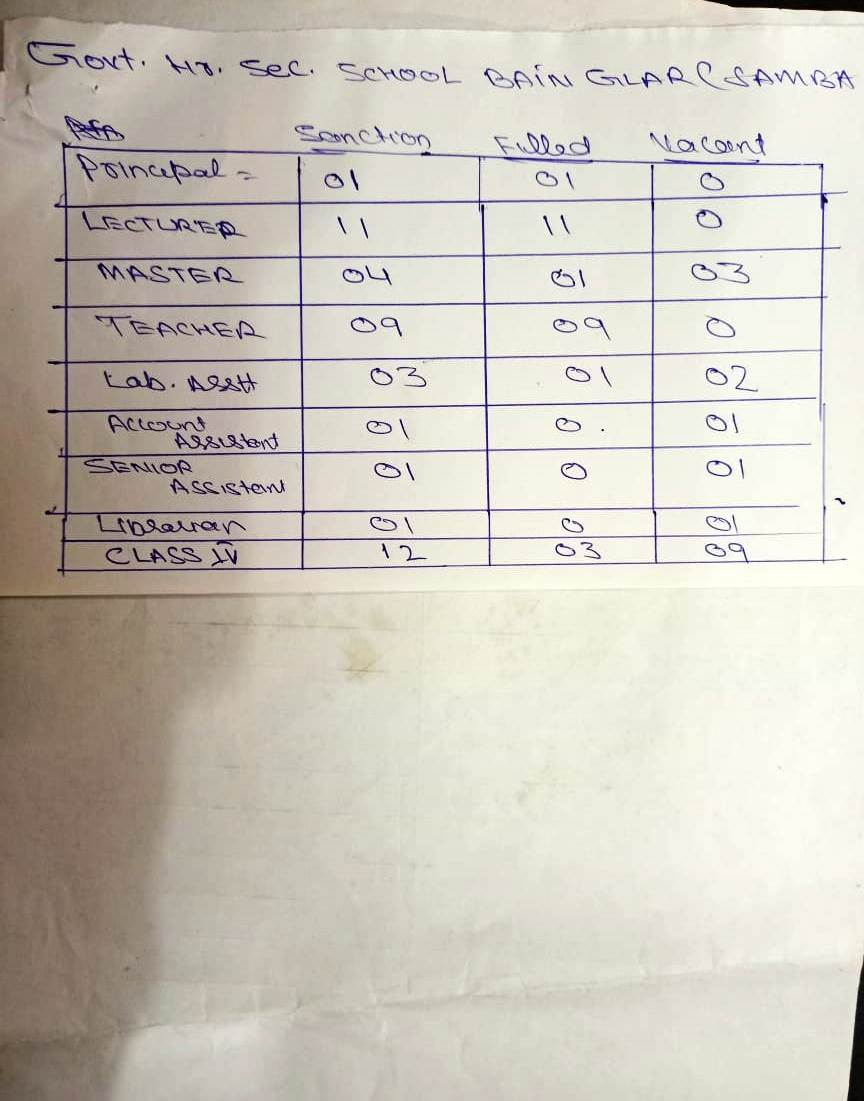 Govt. Hr. Sec. SCHOOL BAIN GLAR (SAMBA
Sanction Filled Vacant
Principal = 01 01 0
LECTURER 11 11 0
MASTER 04 01 03
TEACHER 09 09 0
Lab. Asstt 03 01 02
Account Assistant 01 0. 01
SENIOR Assistant 01 0 01
Librarian 01 0 01
CLASS IV 12 03 09